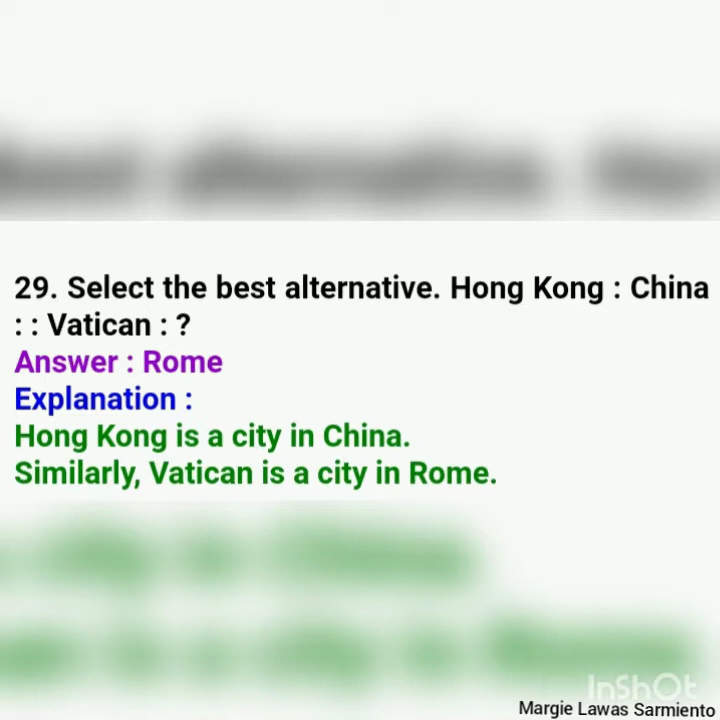 29. Select the best alternative. Hong Kong : China
: : Vatican : ?
Answer : Rome
Explanation :
Hong Kong is a city in China.
Similarly, Vatican is a city in Rome.
InShOt
Margie Lawas Sarmiento